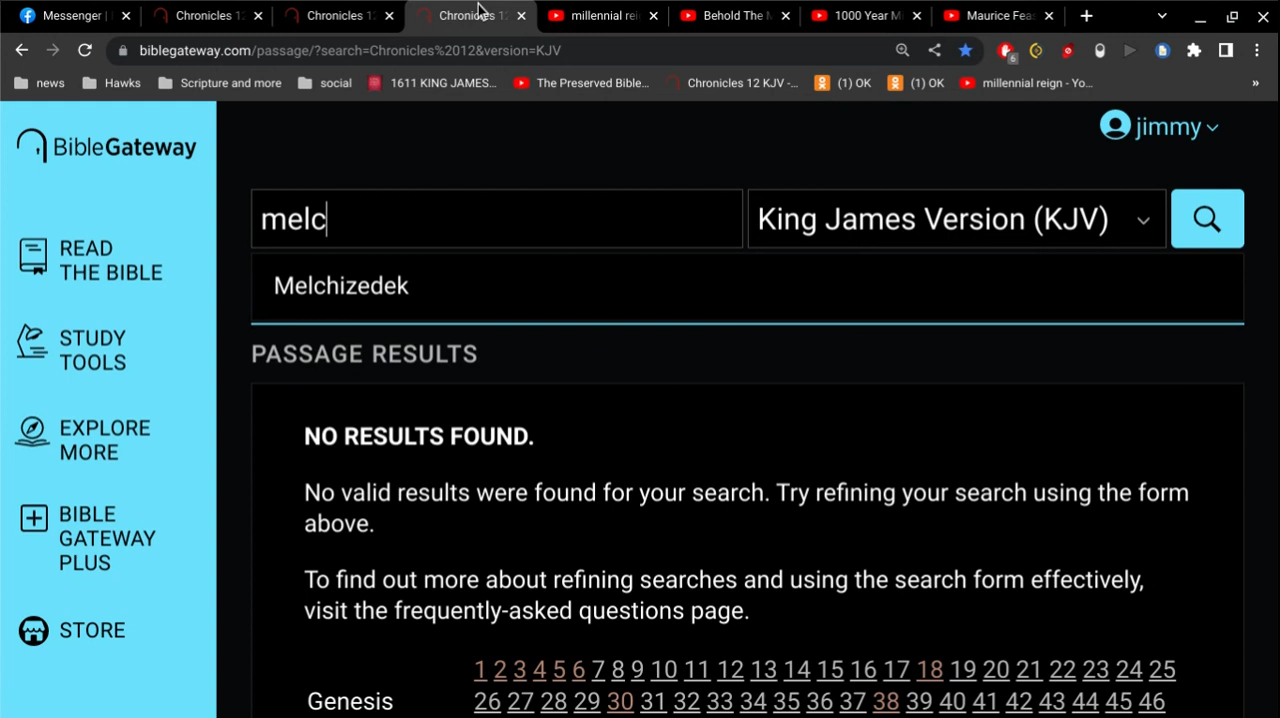 Messenger |
Chronicles 12
Chronicles 12
Chronicles 12
millennial rei
Behold The M
1000 Year Mi
Maurice Feas
biblegateway.com/passage/?search=Chronicles%2012&version=KJV
6
news
Hawks
Scripture and more
social
1611 KING JAMES...
The Preserved Bible...
Chronicles 12 KJV -...
(1) OK
(1) OK
millennial reign - Yo...
»
BibleGateway
jimmy
melc
King James Version (KJV)
Melchizedek
READ
THE BIBLE
STUDY
TOOLS
EXPLORE
MORE
BIBLE
GATEWAY
PLUS
STORE
PASSAGE RESULTS
NO RESULTS FOUND.
No valid results were found for your search. Try refining your search using the form
above.
To find out more about refining searches and using the search form effectively,
visit the frequently-asked questions page.
Genesis
1 2 3 4 5 6 7 8 9 10 11 12 13 14 15 16 17 18 19 20 21 22 23 24 25
26 27 28 29 30 31 32 33 34 35 36 37 38 39 40 41 42 43 44 45 46